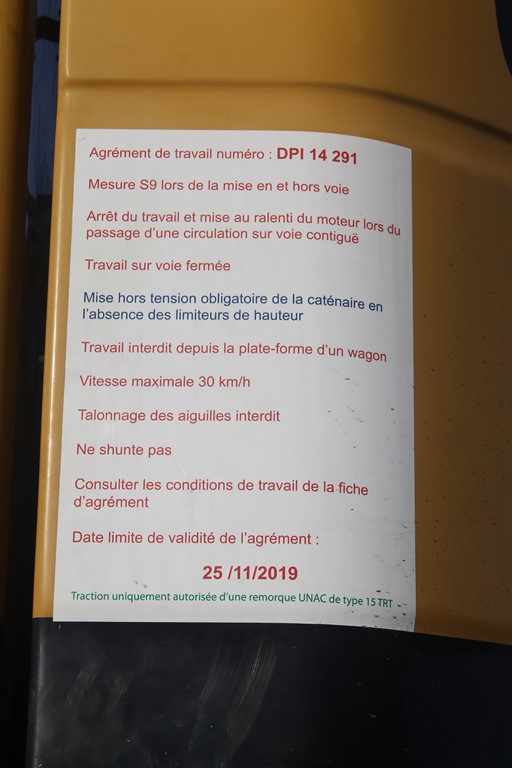 Agrément de travail numéro : DPI 14 291
Mesure S9 lors de la mise en et hors voie
Arrêt du travail et mise au ralenti du moteur lors du
passage d'une circulation sur voie contiguë
Travail sur voie fermée
Mise hors tension obligatoire de la caténaire en
l'absence des limiteurs de hauteur
Travail interdit depuis la plate-forme d'un wagon
Vitesse maximale 30 km/h
Talonnage des aiguilles interdit
Ne shunte pas
Consulter les conditions de travail de la fiche
d'agrément
Date limite de validité de l'agrément :
25 /11/2019
Traction uniquement autorisée d'une remorque UNAC de type 15 TRT